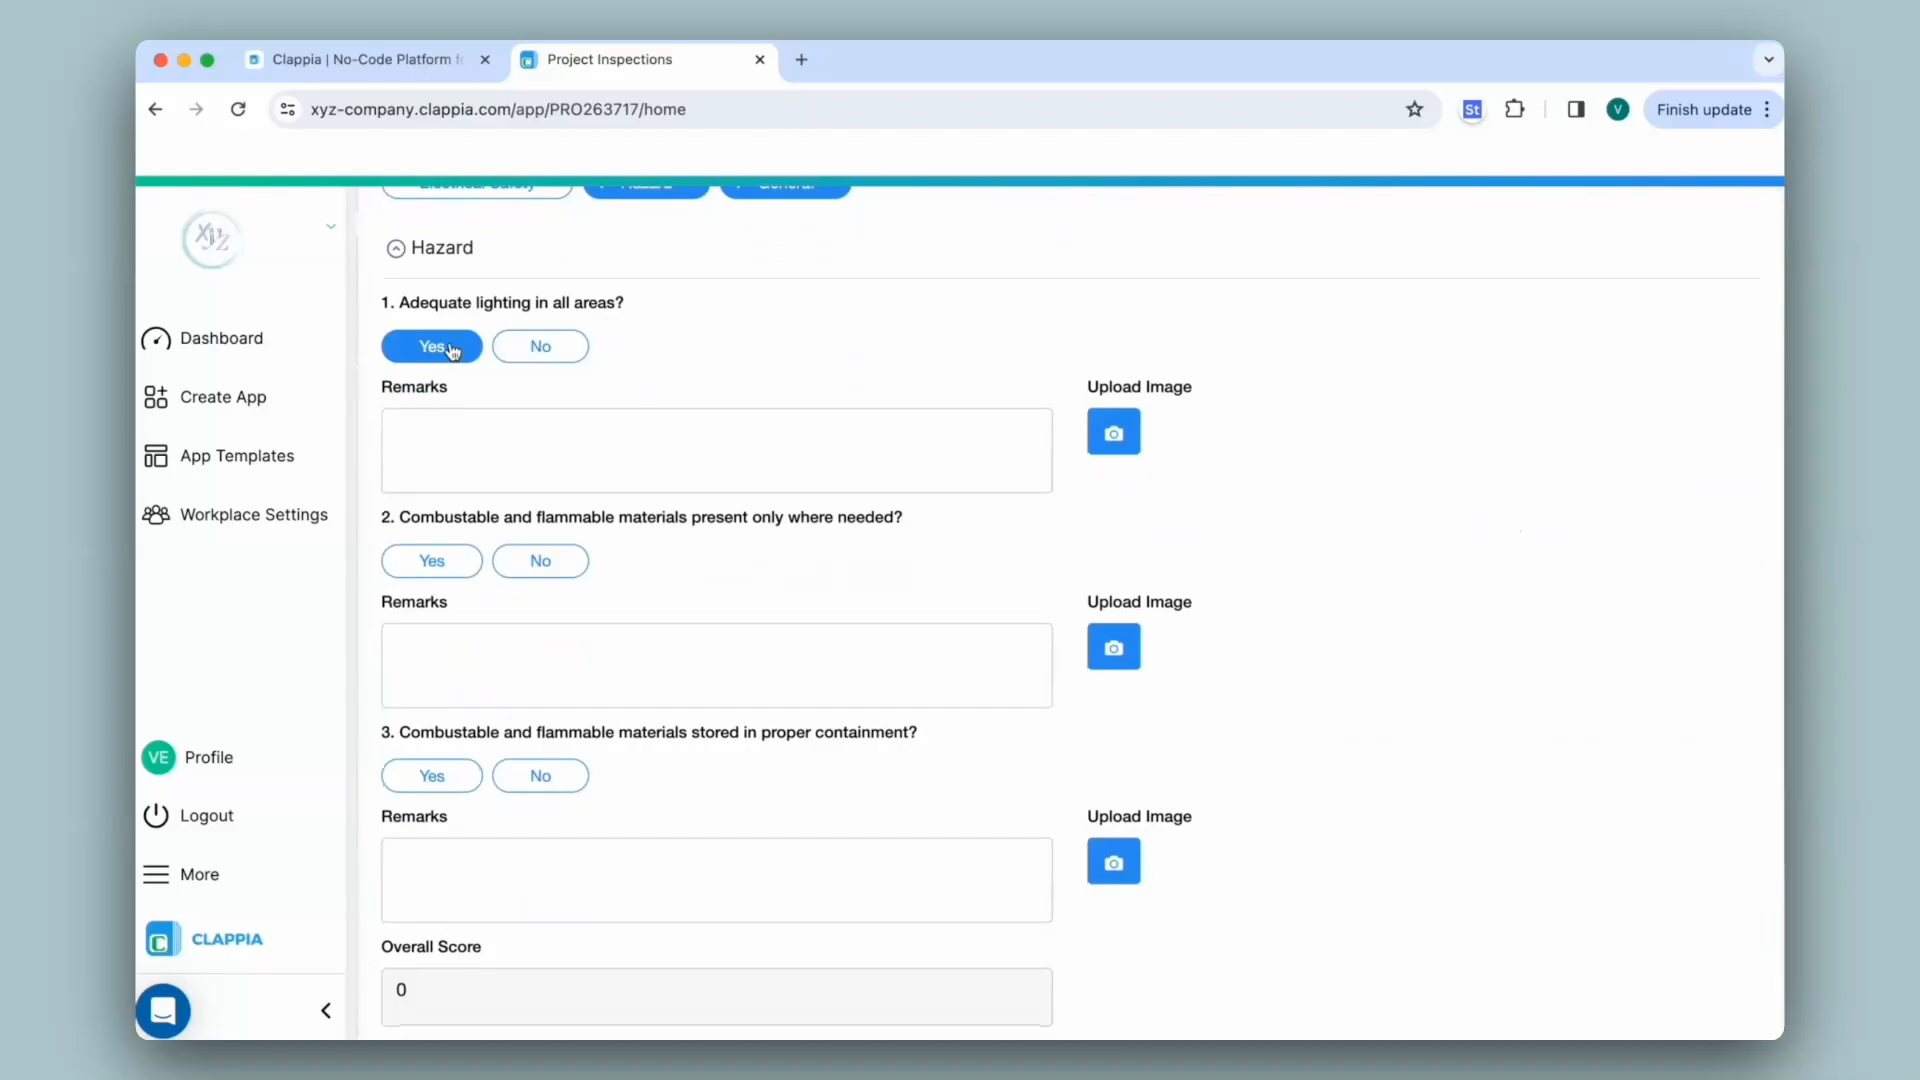 Clappia | No-Code Platform f
Project Inspections
xyz-company.clappia.com/app/PRO263717/home
St
V
Finish update
Electrical Safety
Hazard
General
XYZ
Hazard
1. Adequate lighting in all areas?
Yes
No
Dashboard
Remarks
Upload Image
Create App
App Templates
Workplace Settings
2. Combustable and flammable materials present only where needed?
Yes
No
Remarks
Upload Image
3. Combustable and flammable materials stored in proper containment?
VE
Profile
Yes
No
Logout
Remarks
Upload Image
More
CLAPPIA
Overall Score
0